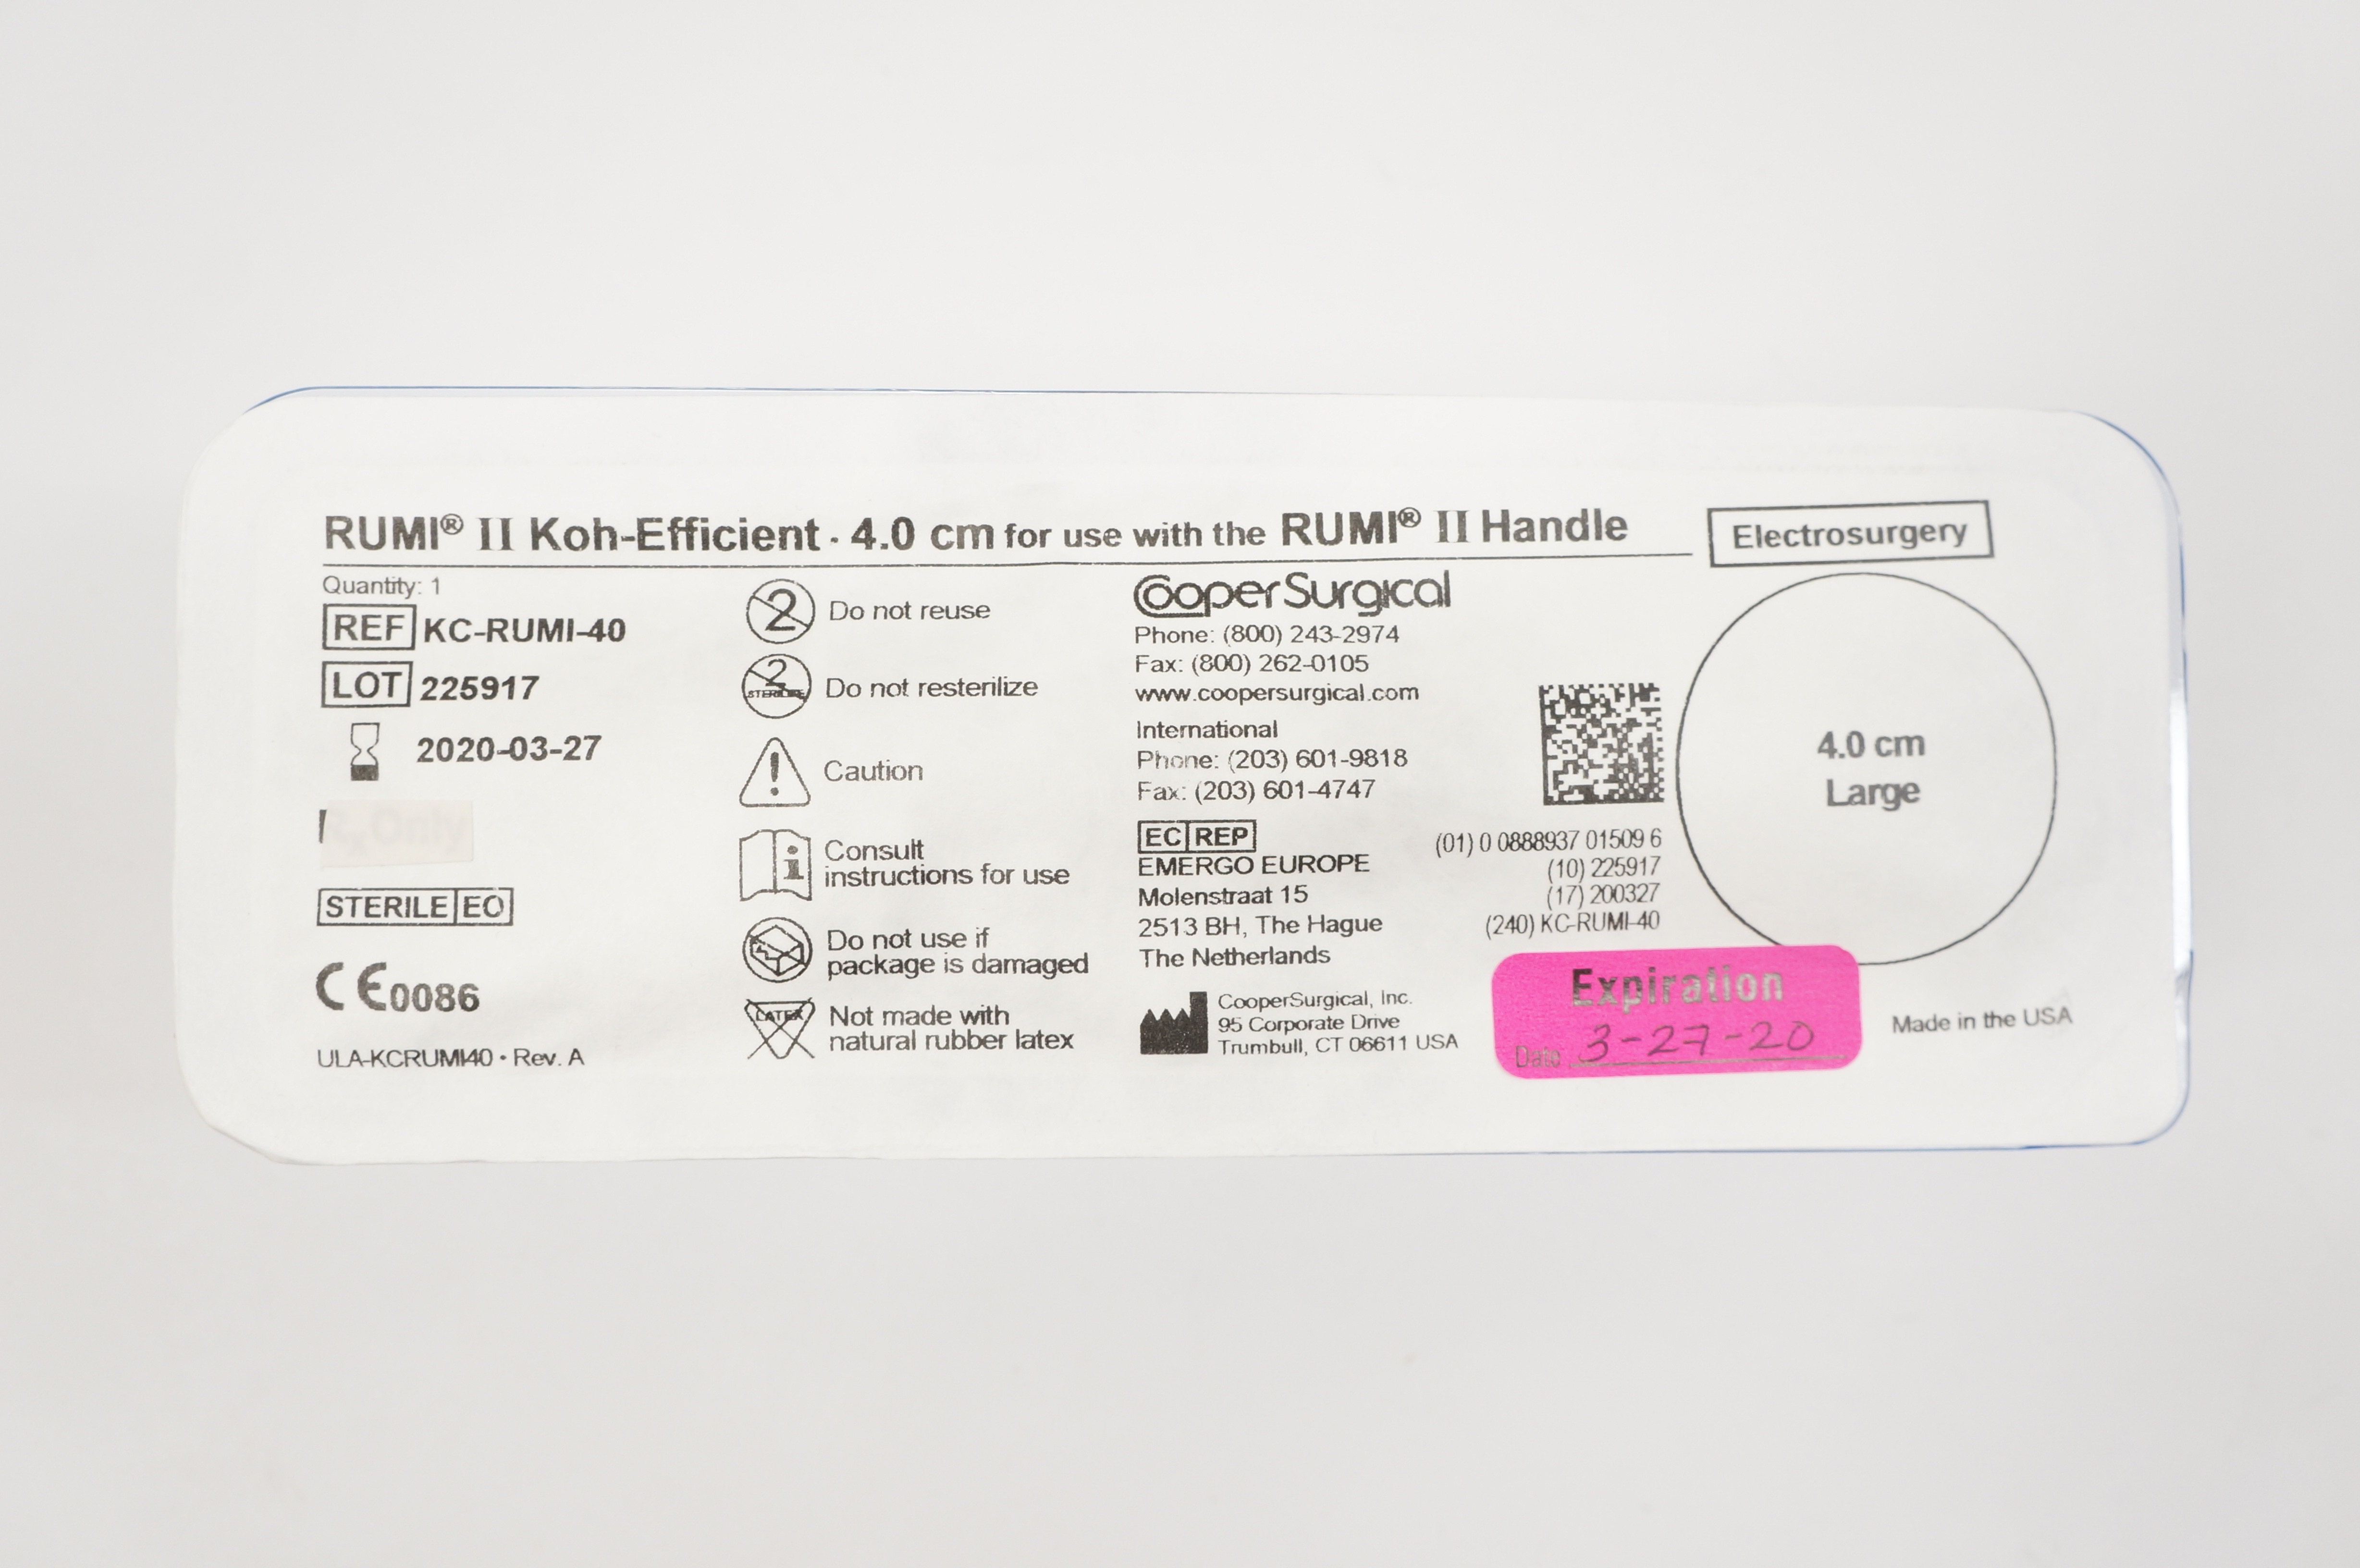 RUMI® II Koh-Efficient · 4.0 cm for use with the RUMI® II Handle
Electrosurgery
Quantity: 1
REF KC-RUMI-40
LOT 225917
2020-03-27
Rx Only
STERILE EO
CE0086
ULA-KCRUMI40 • Rev. A
2 Do not reuse
2 STERILIZE Do not resterilize
! Caution
i Consult
instructions for use
Do not use if
package is damaged
LATEX Not made with
natural rubber latex
CooperSurgical
Phone: (800) 243-2974
Fax: (800) 262-0105
www.coopersurgical.com
International
Phone: (203) 601-9818
Fax: (203) 601-4747
EC REP
EMERGO EUROPE
Molenstraat 15
2513 BH, The Hague
The Netherlands
CooperSurgical, Inc.
95 Corporate Drive
Trumbull, CT 06611 USA
(01) 0 0888937 01509 6
(10) 225917
(17) 200327
(240) KC-RUMI-40
4.0 cm
Large
Expiration
Date 3-27-20
Made in the USA